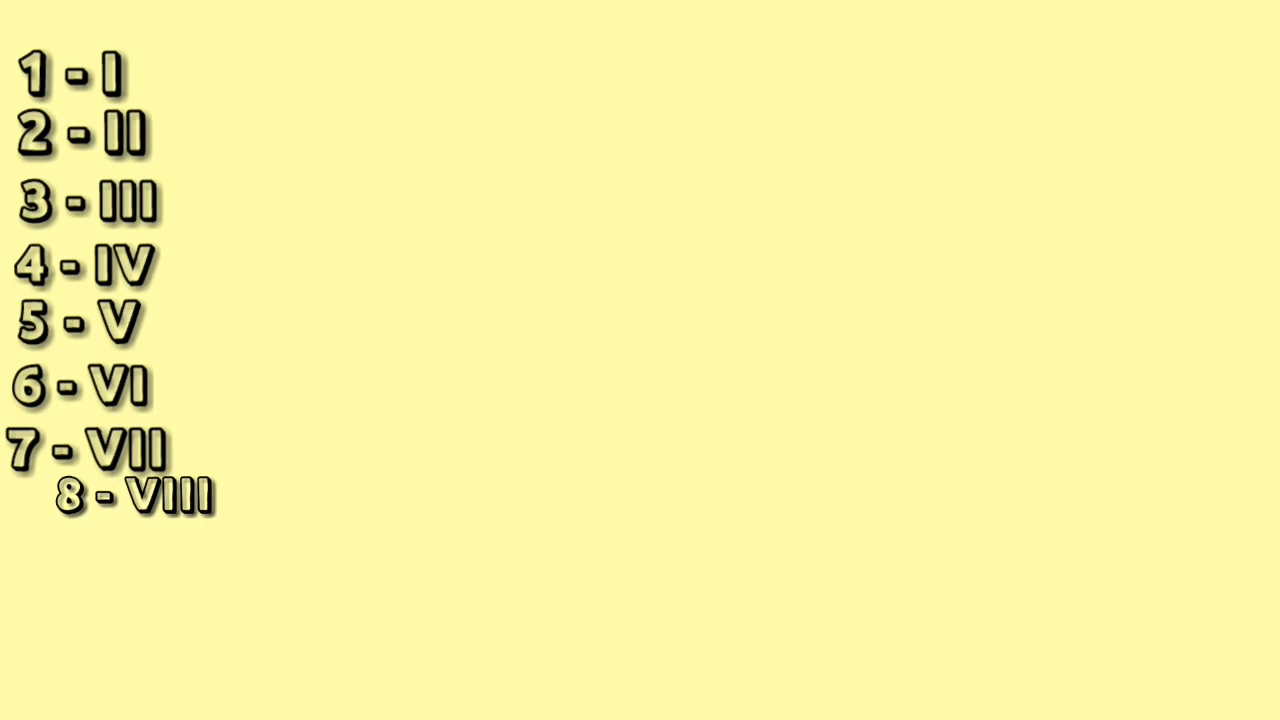 1 - I
2 - II
3 - III
4 - IV
5 - V
6 - VI
7 - VII
8 - VIII